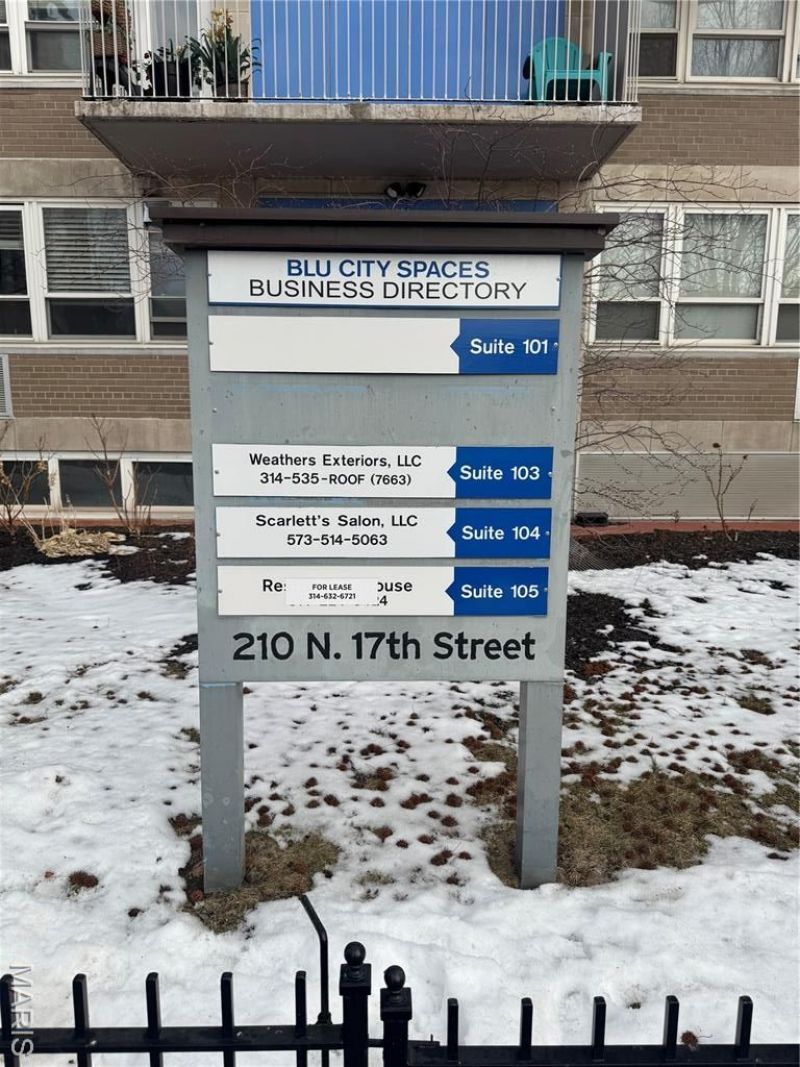 BLU CITY SPACES
BUSINESS DIRECTORY
Suite 101
Weathers Exteriors, LLC
314-535-ROOF (7663)
Suite 103
Scarlett's Salon, LLC
573-514-5063
Suite 104
FOR LEASE
314-632-6721
Suite 105
210 N. 17th Street
MARIS